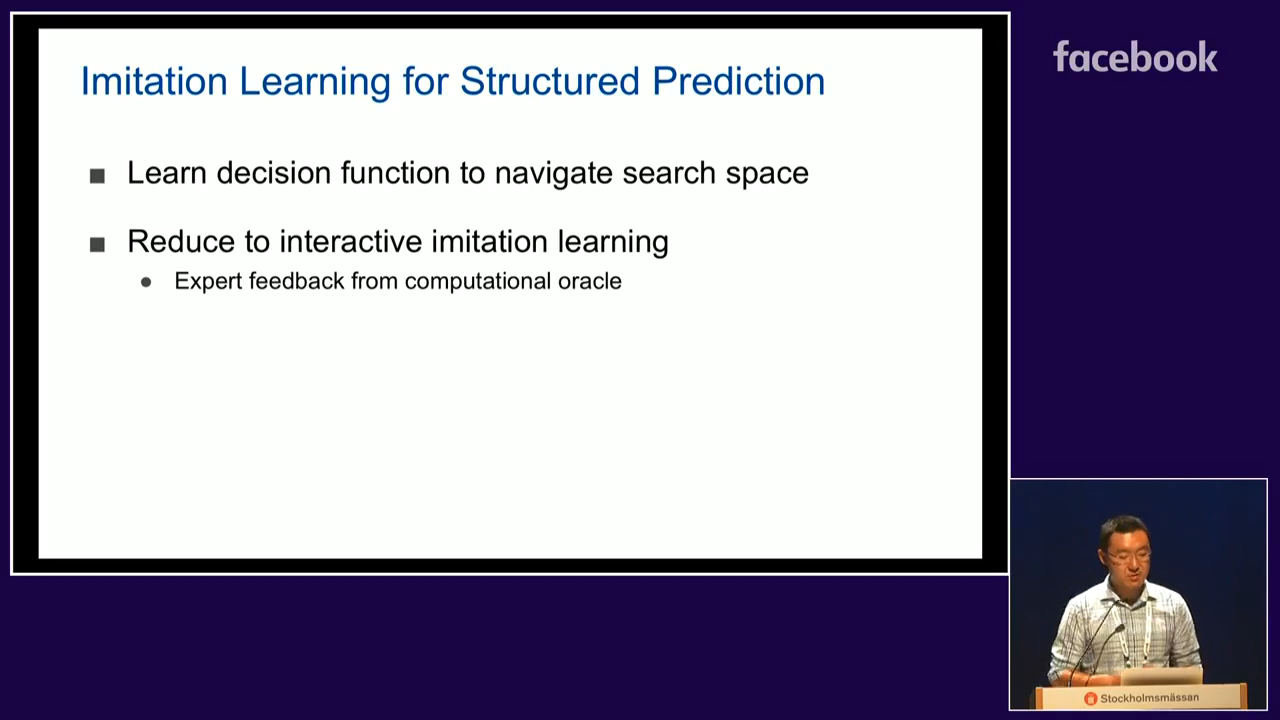 Imitation Learning for Structured Prediction
facebook
Learn decision function to navigate search space
Reduce to interactive imitation learning
Expert feedback from computational oracle
Stockholmsmässan